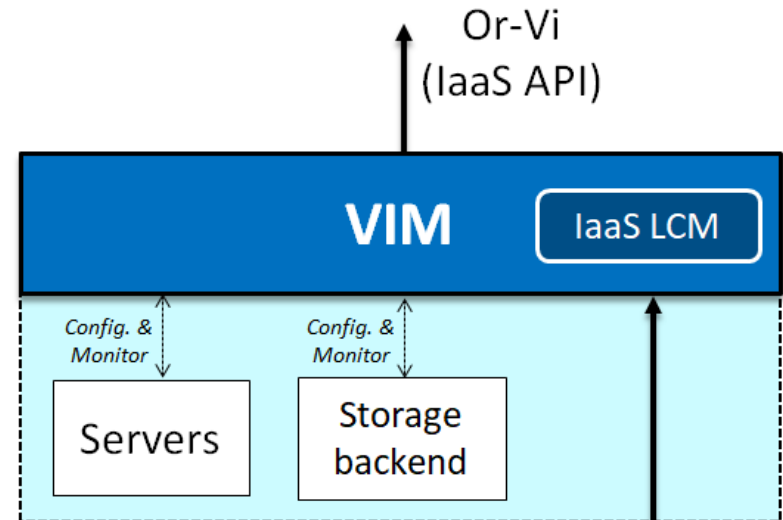 Or-Vi
(IaaS API)
VIM
IaaS LCM
Config. &
Monitor
Config. &
Monitor
Servers
Storage
backend